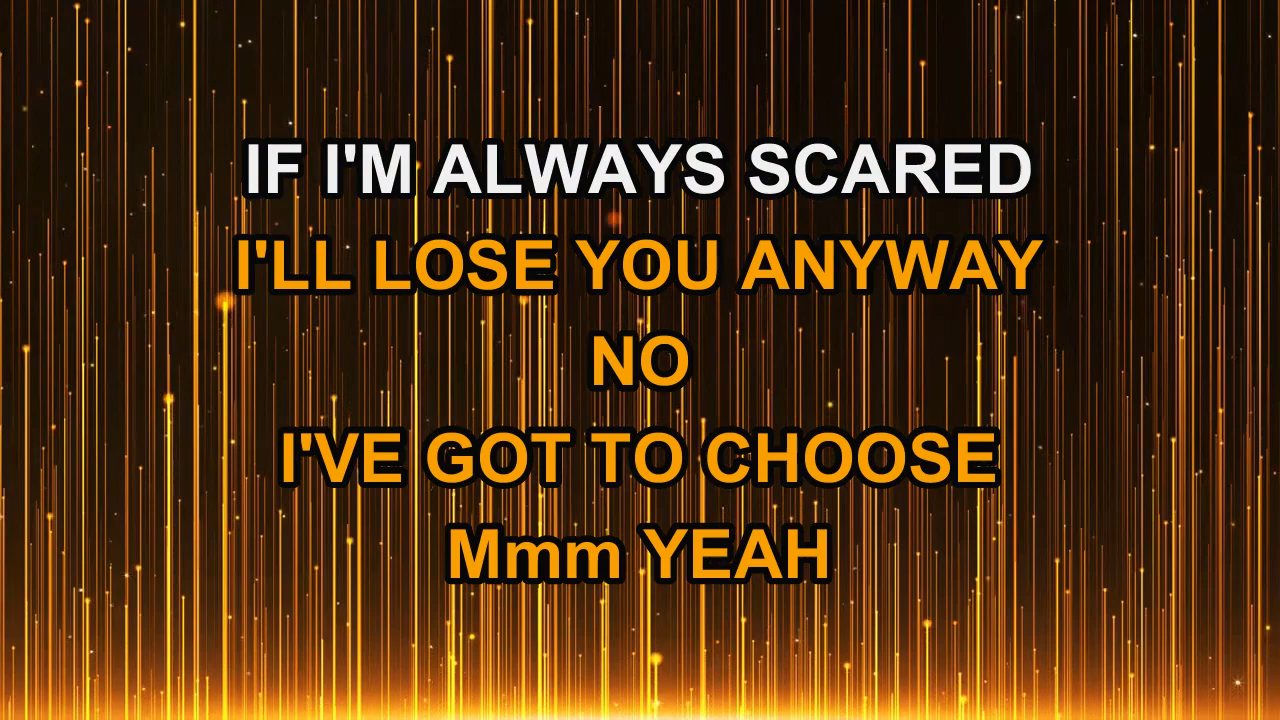 IF I'M ALWAYS SCARED
I'LL LOSE YOU ANYWAY
NO
I'VE GOT TO CHOOSE
Mmm YEAH